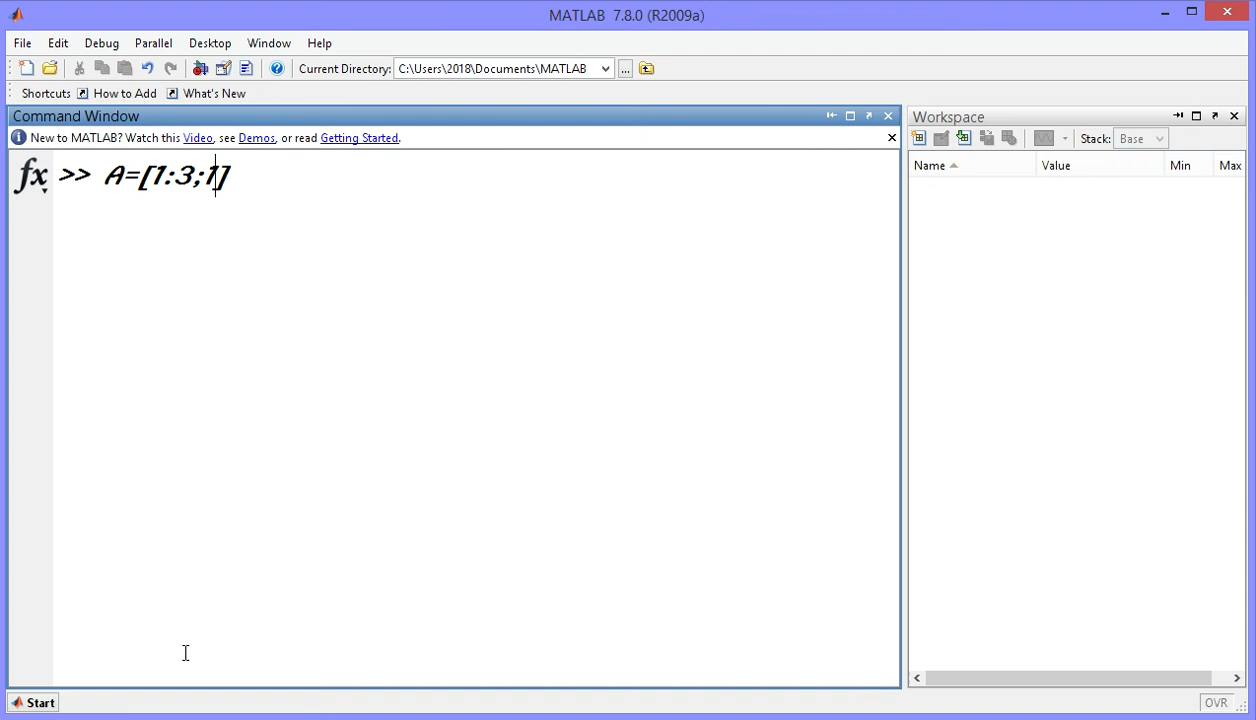 MATLAB 7.8.0 (R2009a)
File Edit Debug Parallel Desktop Window Help
Current Directory: C:\Users\2018\Documents\MATLAB ...
Shortcuts How to Add What's New
Command Window
New to MATLAB? Watch this Video, see Demos, or read Getting Started.
fx >> A=[1:3;1]
Workspace
Stack: Base
Name Value Min Max
Start
OVR